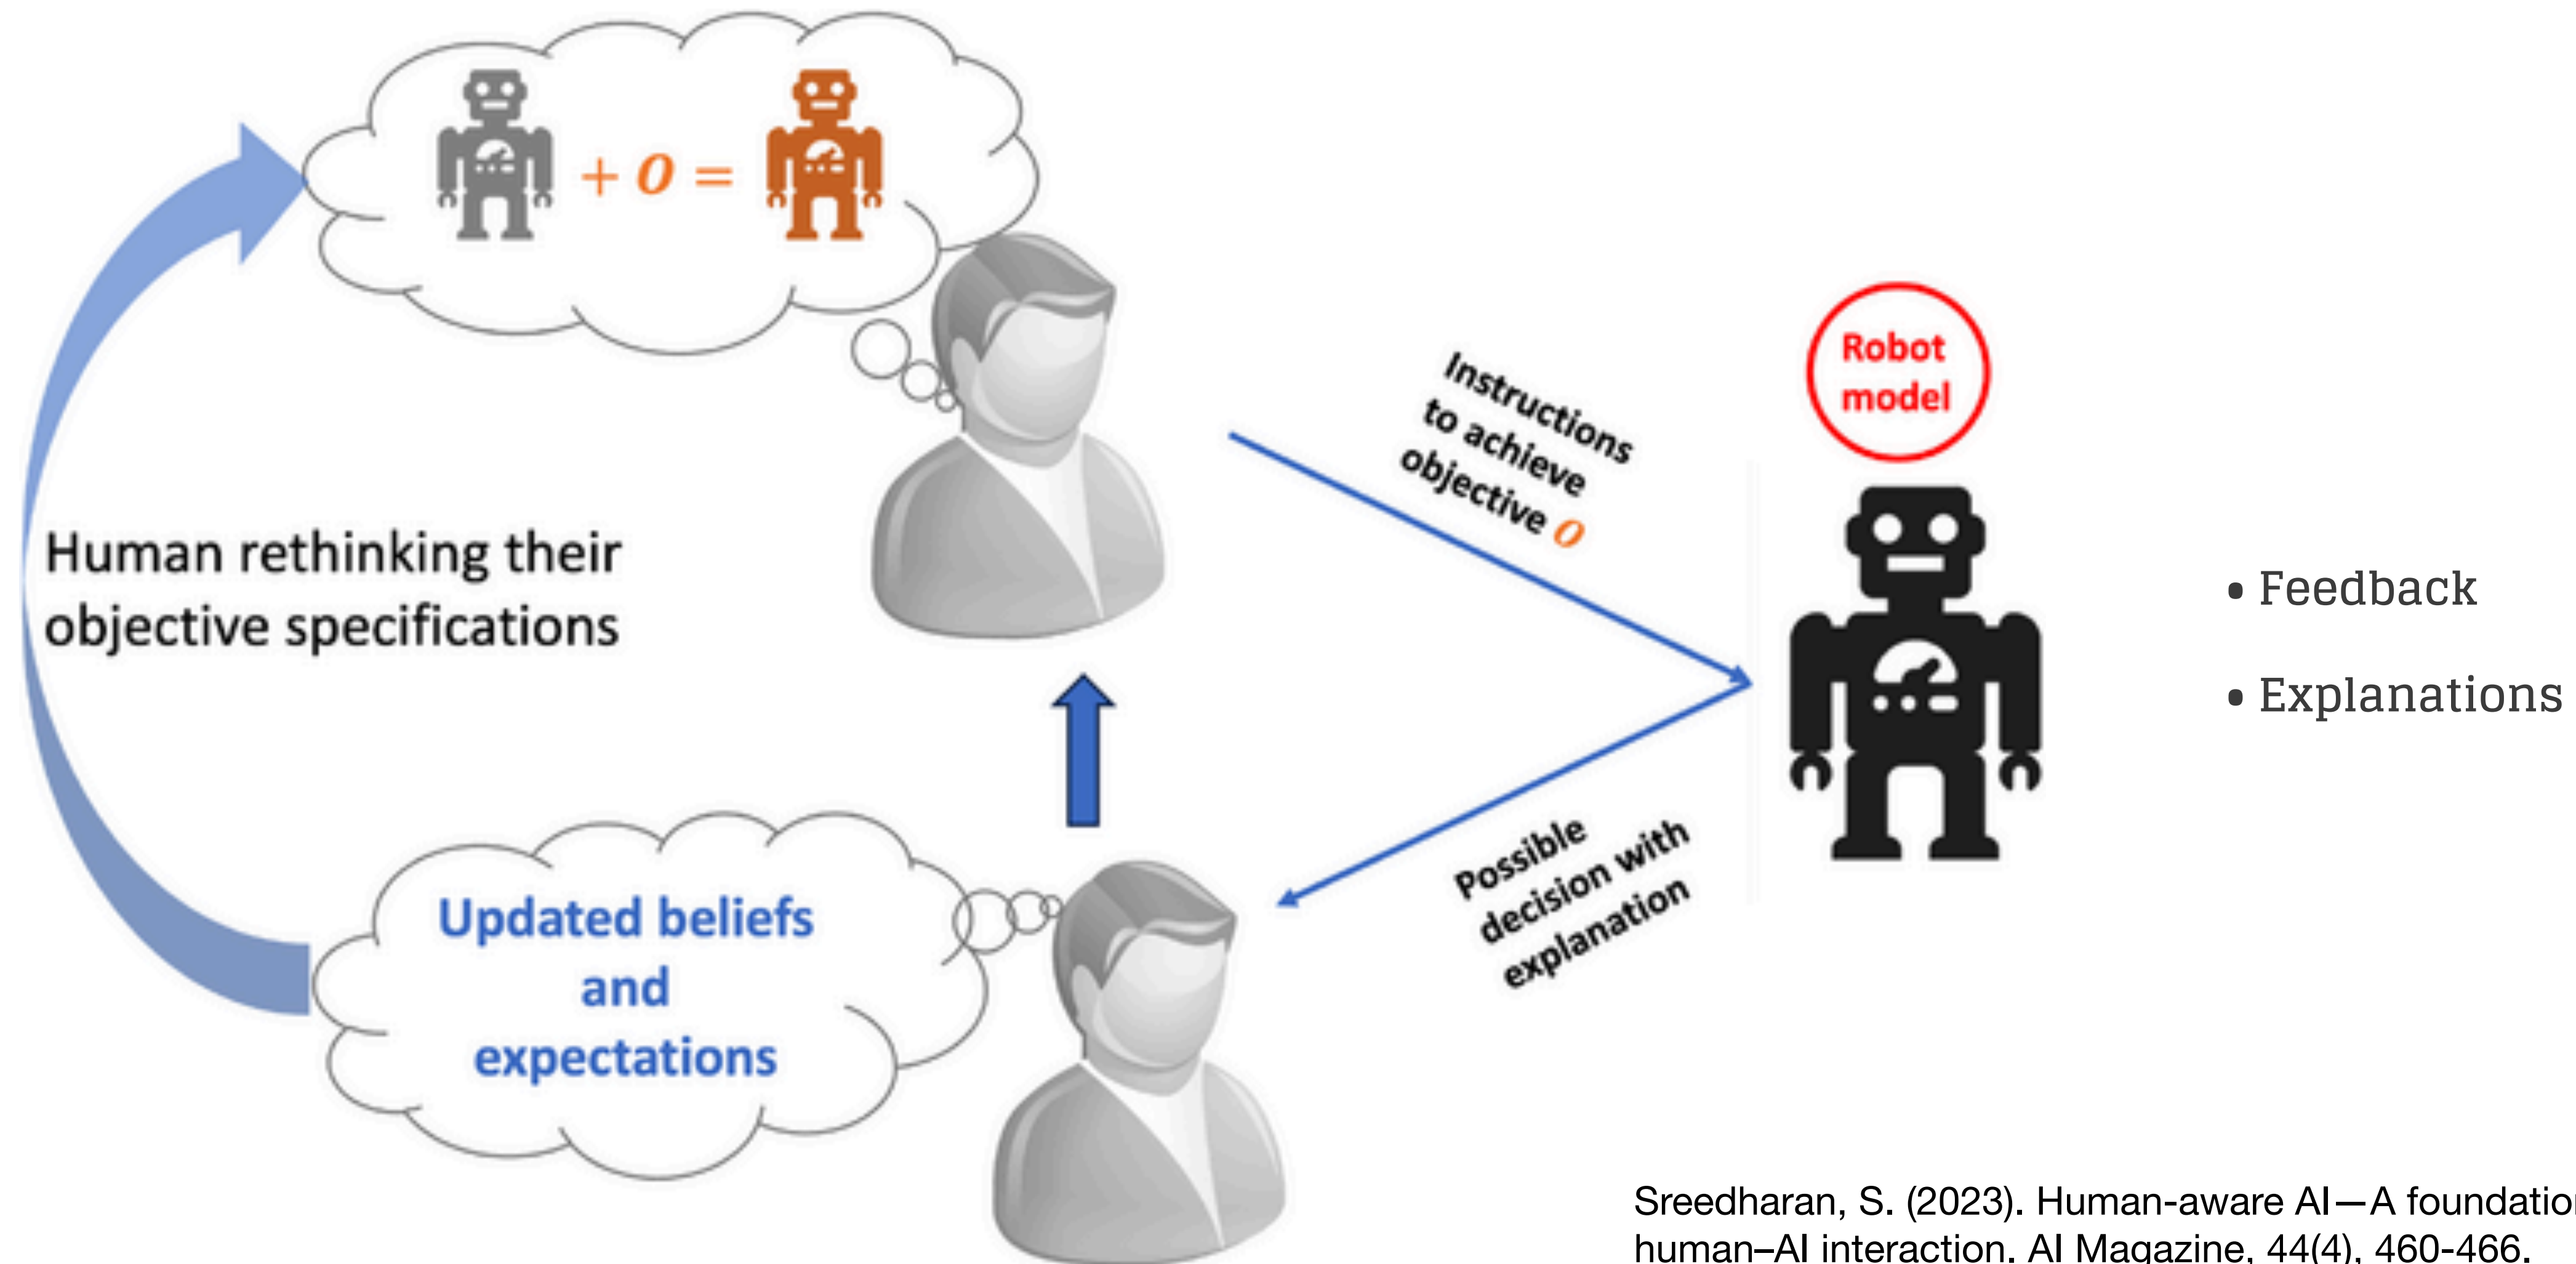 + O =
Instructions
to achieve
objective O
Robot
model
Human rethinking their
objective specifications
• Feedback
• Explanations
Updated beliefs
and
expectations
Possible
decision with
explanation
Sreedharan, S. (2023). Human-aware AI—A foundation
human–AI interaction. AI Magazine, 44(4), 460-466.